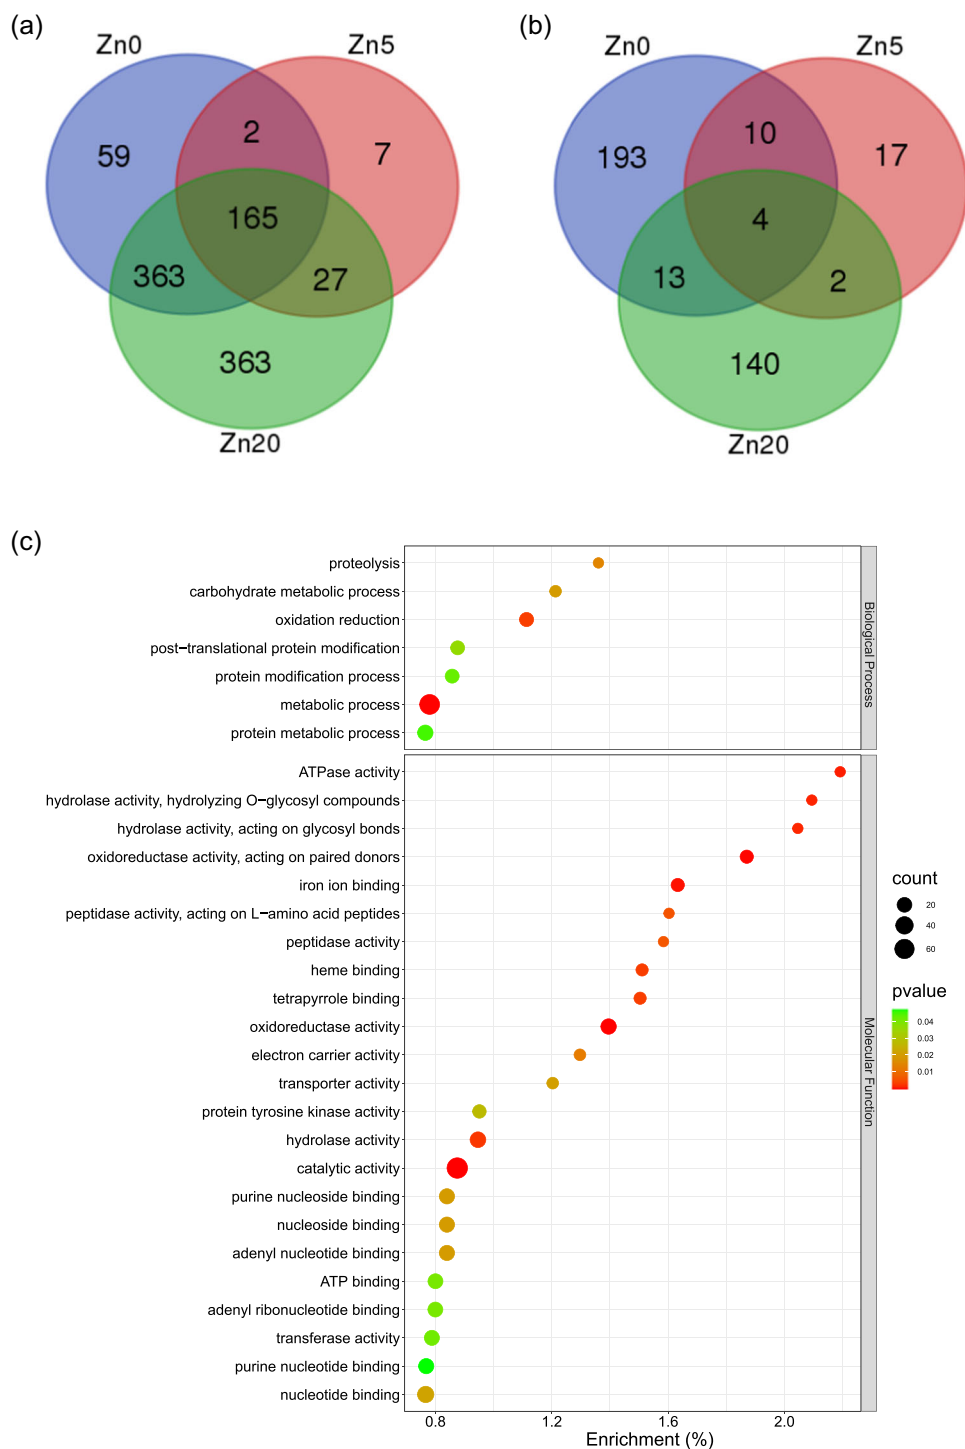 (a)
Zn0
Zn5
59
2
7
165
363
27
363
Zn20
(b)
Zn0
Zn5
193
10
17
4
13
2
140
Zn20
(c)
proteolysis
carbohydrate metabolic process
oxidation reduction
post−translational protein modification
protein modification process
metabolic process
protein metabolic process
Biological Process
ATPase activity
hydrolase activity, hydrolyzing O−glycosyl compounds
hydrolase activity, acting on glycosyl bonds
oxidoreductase activity, acting on paired donors
iron ion binding
peptidase activity, acting on L−amino acid peptides
peptidase activity
heme binding
tetrapyrrole binding
oxidoreductase activity
electron carrier activity
transporter activity
protein tyrosine kinase activity
hydrolase activity
catalytic activity
purine nucleoside binding
nucleoside binding
adenyl nucleotide binding
ATP binding
adenyl ribonucleotide binding
transferase activity
purine nucleotide binding
nucleotide binding
Molecular Function
0.8
1.2
1.6
2.0
Enrichment (%)
count
20
40
60
pvalue
0.04
0.03
0.02
0.01